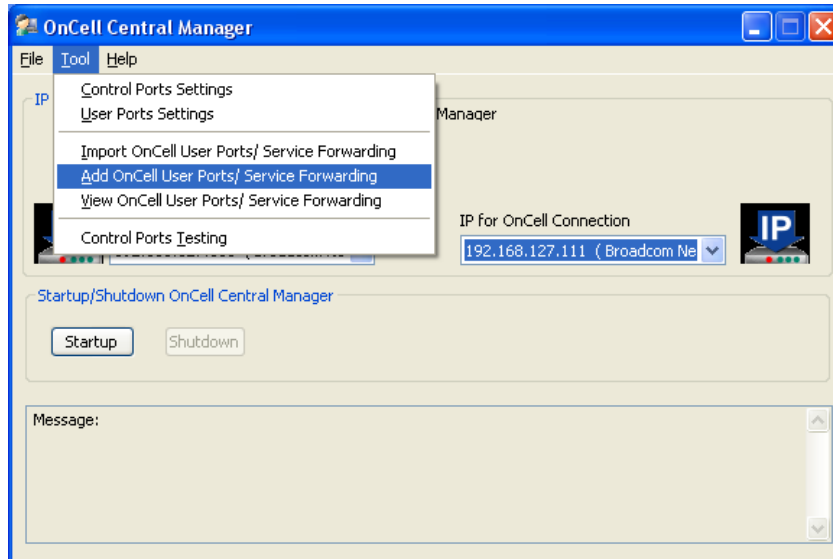 OnCell Central Manager
File Tool Help
Control Ports Settings
User Ports Settings
Import OnCell User Ports/ Service Forwarding
Add OnCell User Ports/ Service Forwarding
View OnCell User Ports/ Service Forwarding
Control Ports Testing
IP
Manager
IP for OnCell Connection
IP
192.168.127.111 ( Broadcom Ne
Startup/Shutdown OnCell Central Manager
Startup Shutdown
Message: